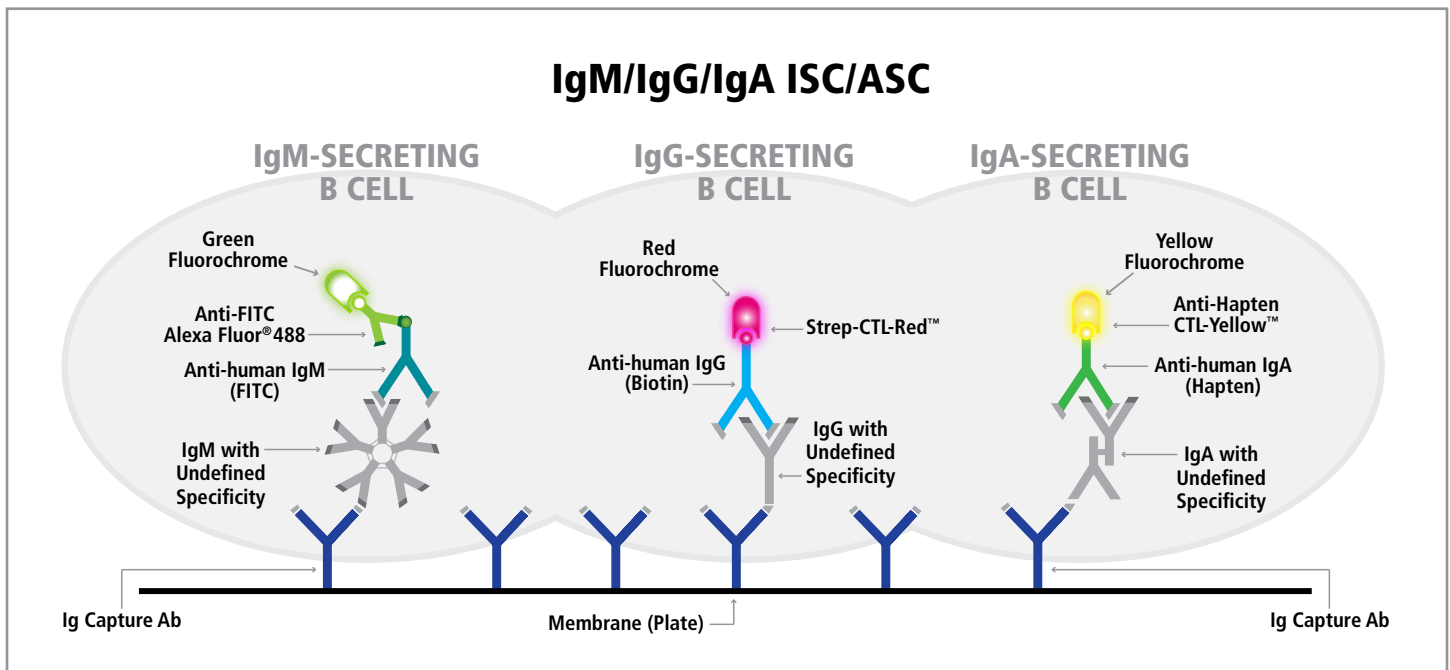 IgM/IgG/IgA ISC/ASC
IgM-SECRETING
B CELL
IgG-SECRETING
B CELL
IgA-SECRETING
B CELL
Green
Fluorochrome
Anti-FITC
Alexa Fluor®488
Anti-human IgM
(FITC)
IgM with
Undefined
Specificity
Red
Fluorochrome
Strep-CTL-Red™
Anti-human IgG
(Biotin)
IgG with
Undefined
Specificity
Yellow
Fluorochrome
Anti-Hapten
CTL-Yellow™
Anti-human IgA
(Hapten)
IgA with
Undefined
Specificity
Ig Capture Ab
Membrane (Plate)
Ig Capture Ab